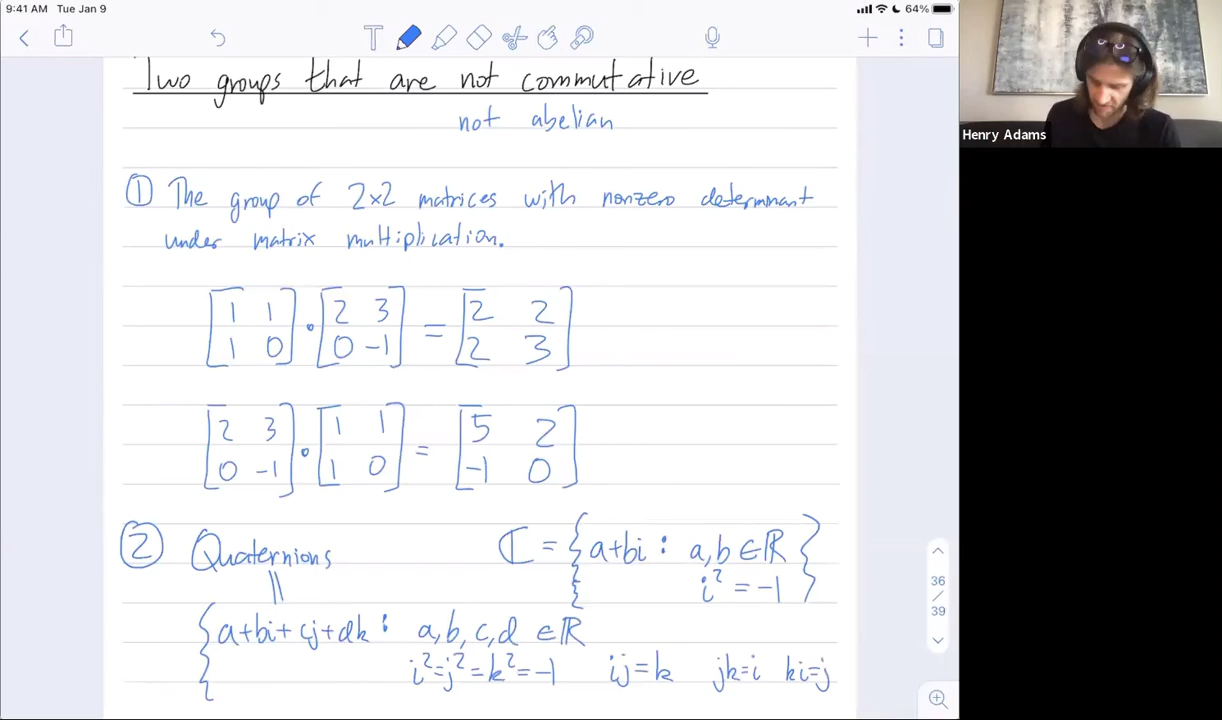 9:41 AM Tue Jan 9
64%
Two groups that are not commutative
not abelian
Henry Adams
① The group of 2×2 matrices with nonzero determinant
under matrix multiplication.
[1 1] · [2 3] = [2 2]
[1 0] [0 -1] [2 3]
[2 3] · [1 1] = [5 2]
[0 -1] [1 0] [-1 0]
② Quaternions ℂ = {a+bi : a,b ∈ ℝ
i² = -1}
||
{a+bi+cj+dk : a,b,c,d ∈ ℝ
i²=j²=k²=-1 ij=k jk=i ki=j
36
/
39